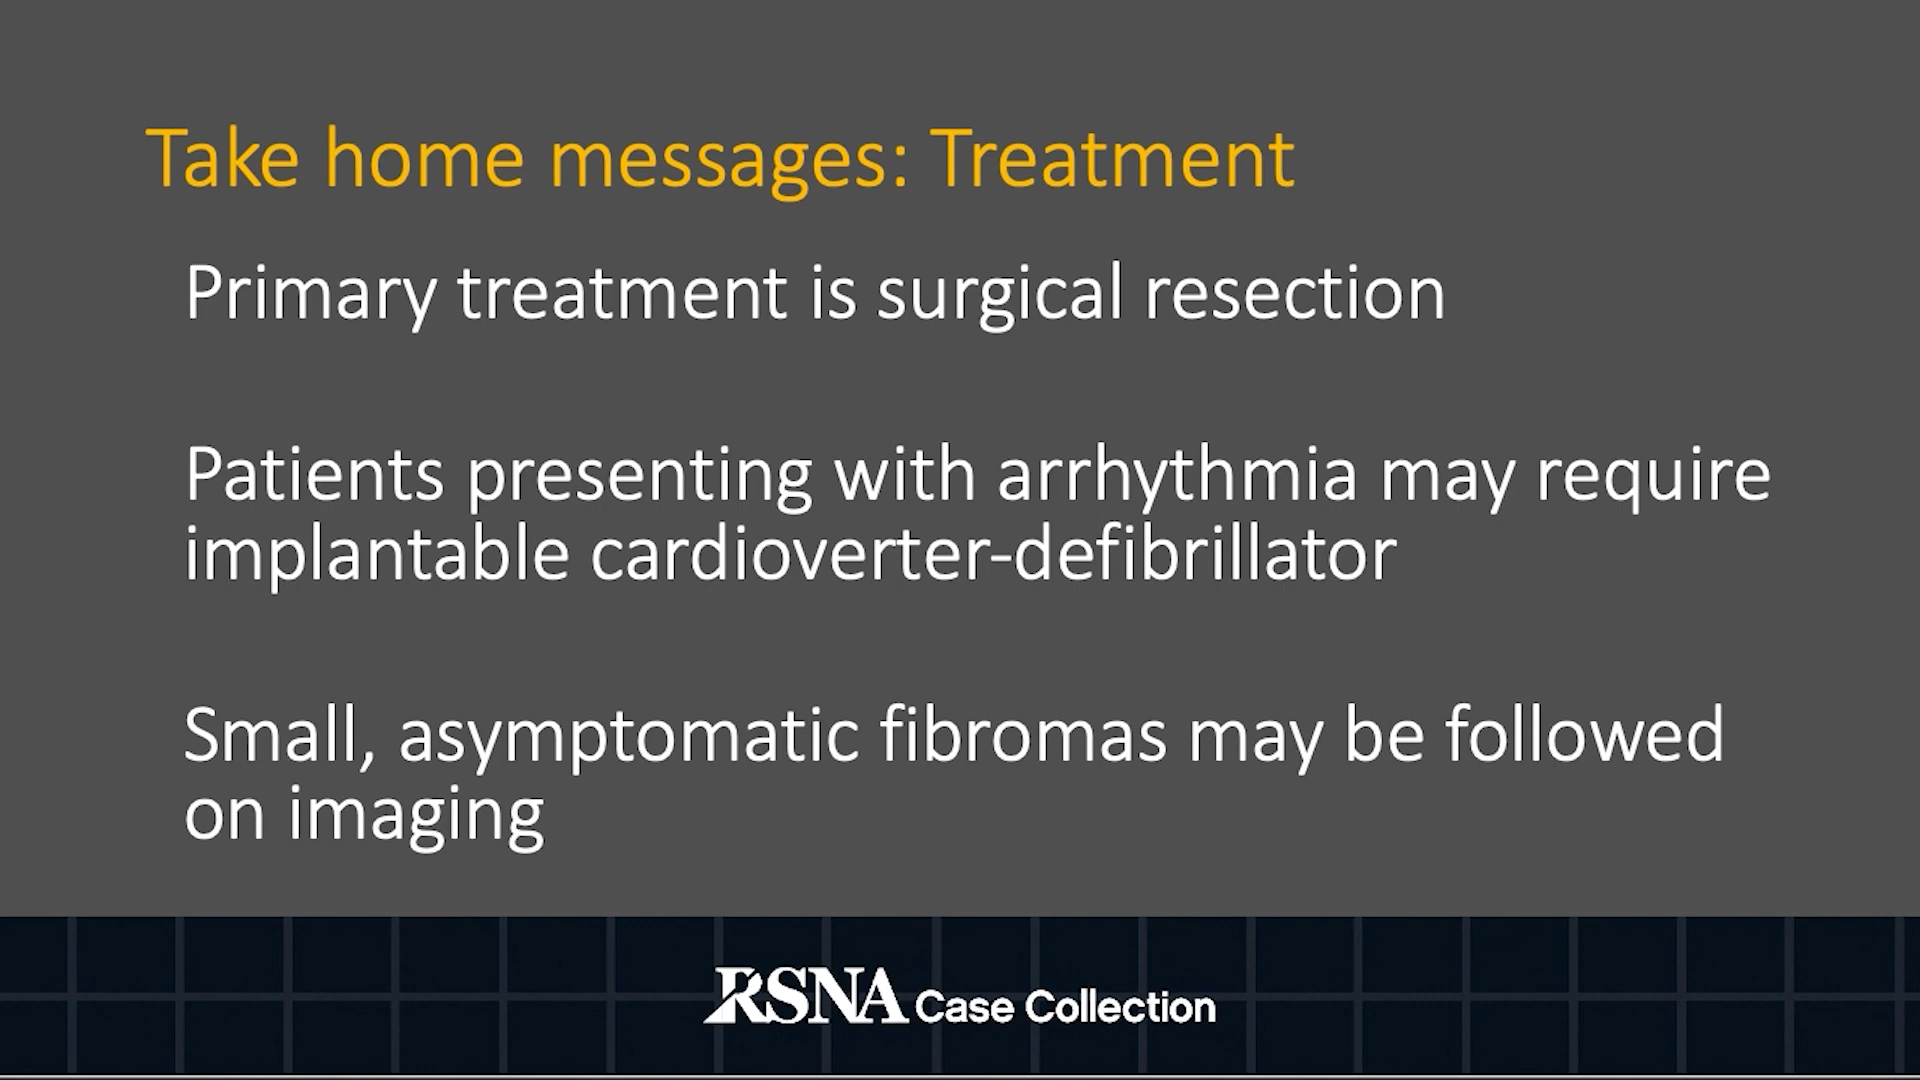 Take home messages: Treatment
Primary treatment is surgical resection
Patients presenting with arrhythmia may require
implantable cardioverter-defibrillator
Small, asymptomatic fibromas may be followed
on imaging
RSNA Case Collection